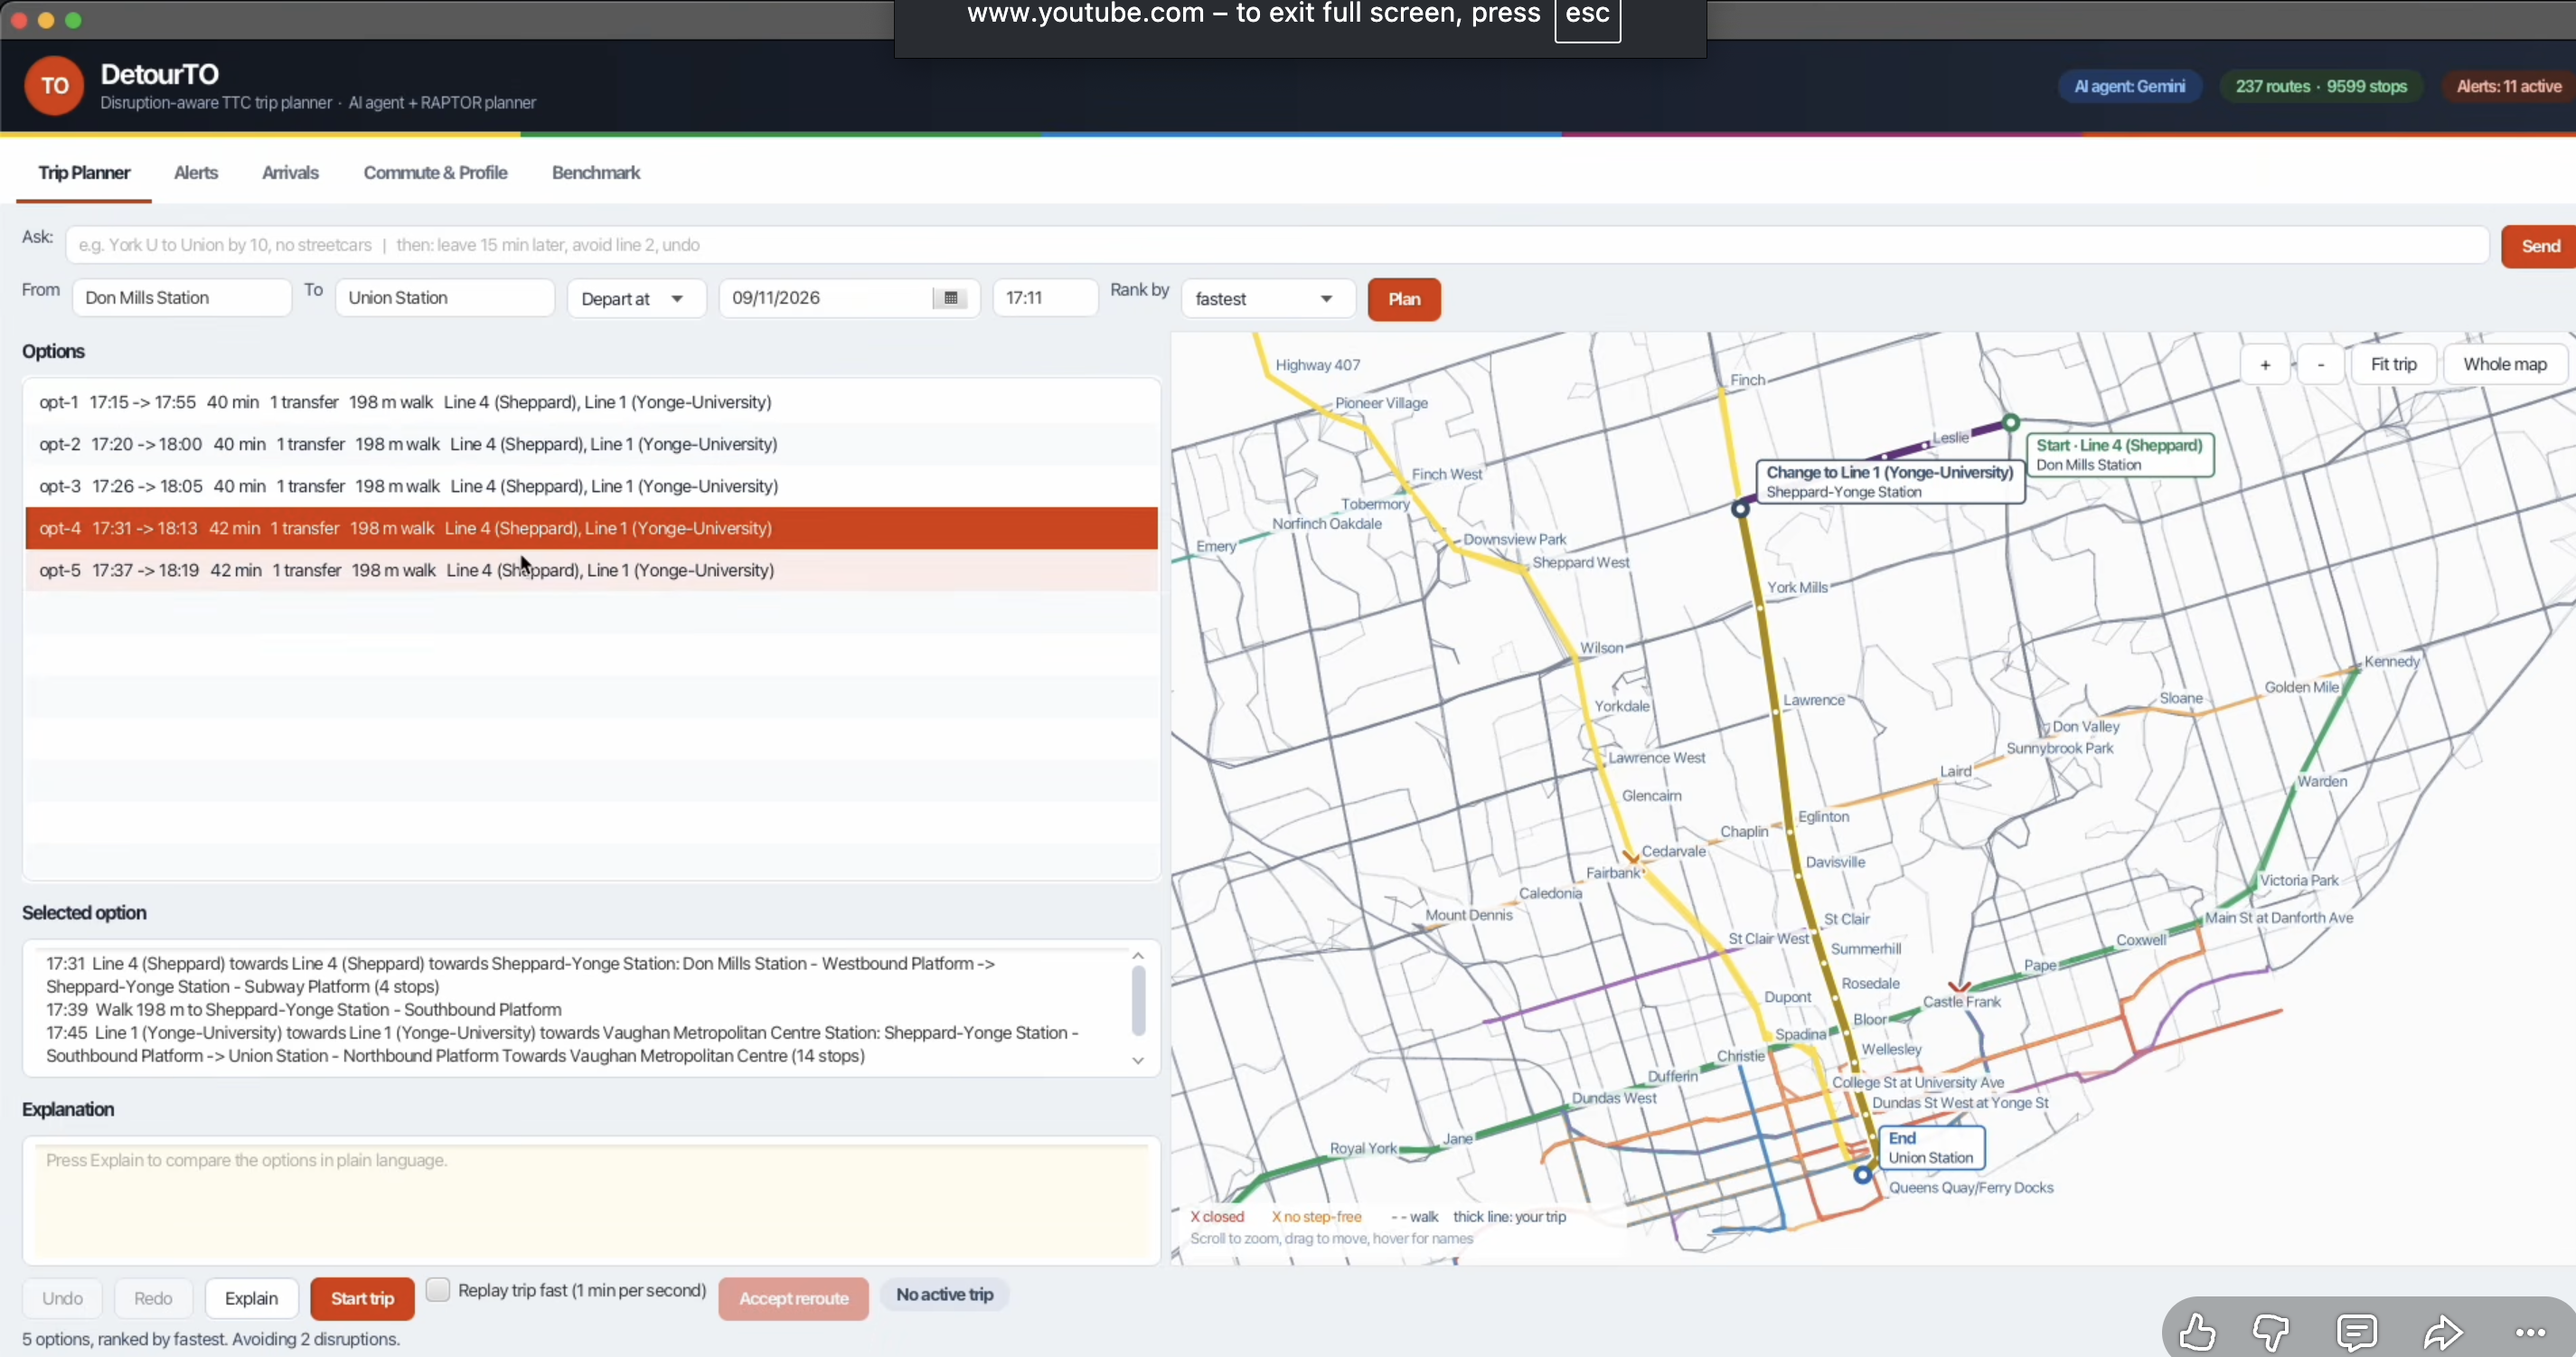 www.youtube.com – to exit full screen, press esc
TO
DetourTO
Disruption-aware TTC trip planner · AI agent + RAPTOR planner
AI agent: Gemini
237 routes · 9599 stops
Alerts: 11 active
Trip Planner
Alerts
Arrivals
Commute & Profile
Benchmark
Ask:
e.g. York U to Union by 10, no streetcars | then: leave 15 min later, avoid line 2, undo
Send
From
Don Mills Station
To
Union Station
Depart at
09/11/2026
17:11
Rank by
fastest
Plan
Options
opt-1 17:15 -> 17:55 40 min 1 transfer 198 m walk Line 4 (Sheppard), Line 1 (Yonge-University)
opt-2 17:20 -> 18:00 40 min 1 transfer 198 m walk Line 4 (Sheppard), Line 1 (Yonge-University)
opt-3 17:26 -> 18:05 40 min 1 transfer 198 m walk Line 4 (Sheppard), Line 1 (Yonge-University)
opt-4 17:31 -> 18:13 42 min 1 transfer 198 m walk Line 4 (Sheppard), Line 1 (Yonge-University)
opt-5 17:37 -> 18:19 42 min 1 transfer 198 m walk Line 4 (Sheppard), Line 1 (Yonge-University)
Selected option
17:31 Line 4 (Sheppard) towards Line 4 (Sheppard) towards Sheppard-Yonge Station: Don Mills Station - Westbound Platform ->
Sheppard-Yonge Station - Subway Platform (4 stops)
17:39 Walk 198 m to Sheppard-Yonge Station - Southbound Platform
17:45 Line 1 (Yonge-University) towards Line 1 (Yonge-University) towards Vaughan Metropolitan Centre Station: Sheppard-Yonge Station -
Southbound Platform -> Union Station - Northbound Platform Towards Vaughan Metropolitan Centre (14 stops)
Explanation
Press Explain to compare the options in plain language.
Undo
Redo
Explain
Start trip
Replay trip fast (1 min per second)
Accept reroute
No active trip
5 options, ranked by fastest. Avoiding 2 disruptions.
+
-
Fit trip
Whole map
Highway 407
Finch
Pioneer Village
Leslie
Start · Line 4 (Sheppard)
Don Mills Station
Change to Line 1 (Yonge-University)
Sheppard-Yonge Station
Finch West
Tobermory
Norfinch Oakdale
Emery
Downsview Park
Sheppard West
York Mills
Wilson
Kennedy
Golden Mile
Sloane
Lawrence
Yorkdale
Don Valley
Sunnybrook Park
Lawrence West
Laird
Warden
Glencairn
Eglinton
Chaplin
Cedarvale
Davisville
Fairbank
Victoria Park
Caledonia
Mount Dennis
St Clair
Main St at Danforth Ave
St Clair West
Coxwell
Summerhill
Pape
Rosedale
Dupont
Castle Frank
Bloor
Spadina
Wellesley
Christie
Dufferin
College St at University Ave
Dundas West
Dundas St West at Yonge St
Jane
Royal York
End
Union Station
Queens Quay/Ferry Docks
X closed
X no step-free
- - walk
thick line: your trip
Scroll to zoom, drag to move, hover for names